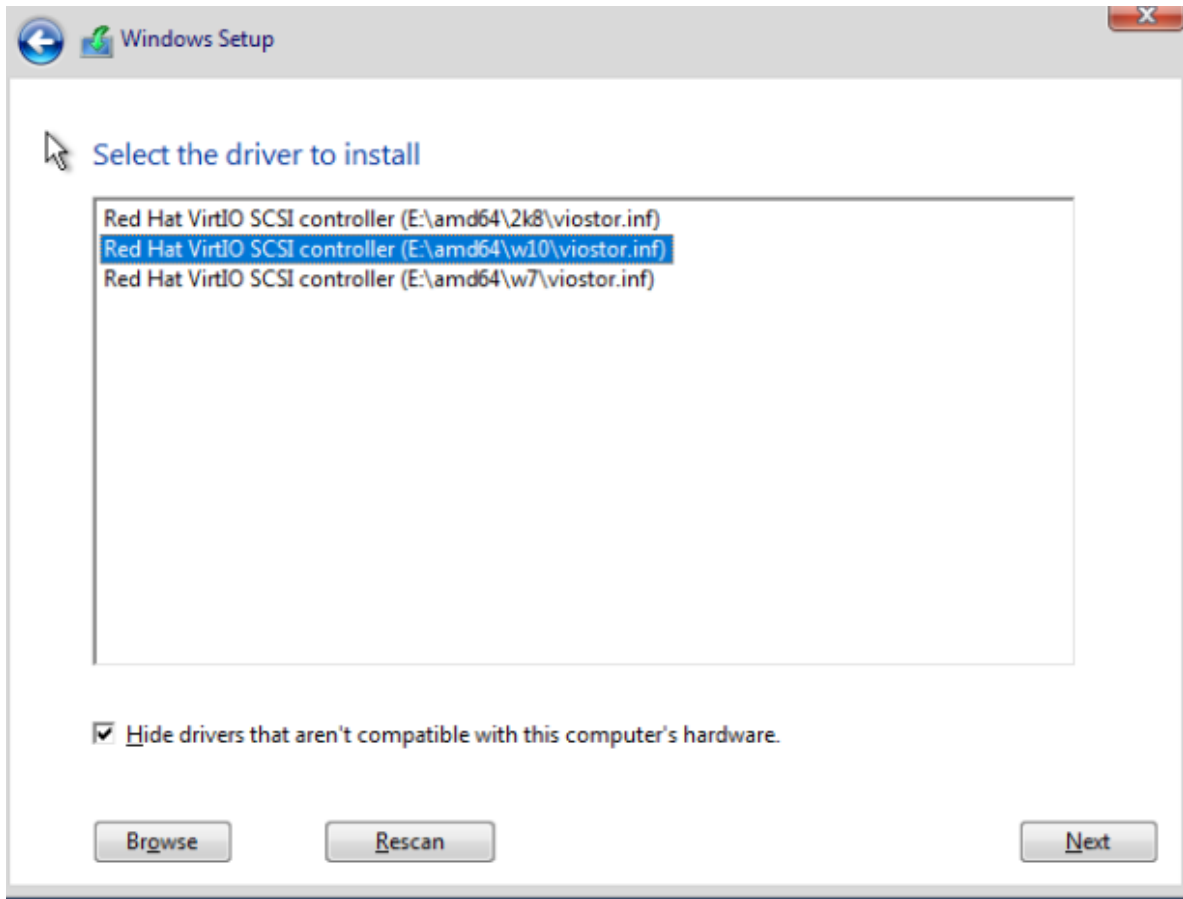 Windows Setup
Select the driver to install
Red Hat VirtIO SCSI controller (E:\amd64\2k8\viostor.inf)
Red Hat VirtIO SCSI controller (E:\amd64\w10\viostor.inf)
Red Hat VirtIO SCSI controller (E:\amd64\w7\viostor.inf)
Hide drivers that aren't compatible with this computer's hardware.
Browse Rescan Next